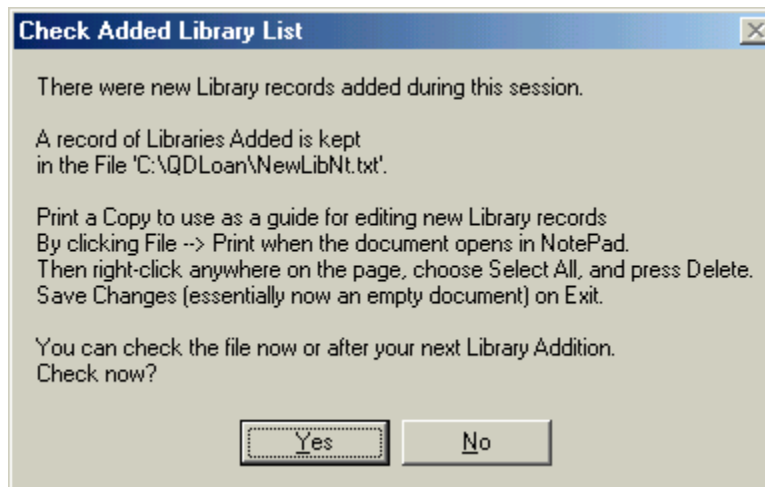 Check Added Library List
There were new Library records added during this session.
A record of Libraries Added is kept
in the File 'C:\QDLoan\NewLibNt.txt'.
Print a Copy to use as a guide for editing new Library records
By clicking File --> Print when the document opens in NotePad.
Then right-click anywhere on the page, choose Select All, and press Delete.
Save Changes (essentially now an empty document) on Exit.
You can check the file now or after your next Library Addition.
Check now?
Yes No